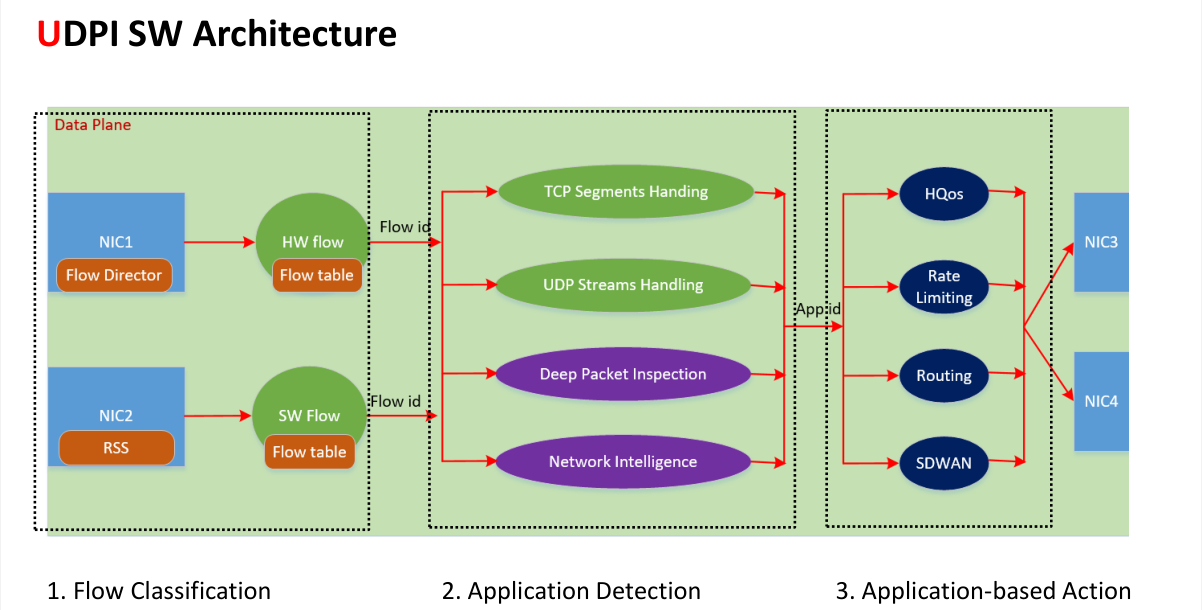 UDPI SW Architecture
Data Plane
NIC1
Flow Director
HW flow
Flow table
Flow id
NIC2
RSS
SW Flow
Flow table
Flow id
TCP Segments Handing
UDP Streams Handling
Deep Packet Inspection
Network Intelligence
App id
HQos
Rate
Limiting
Routing
SDWAN
NIC3
NIC4
1. Flow Classification
2. Application Detection
3. Application-based Action